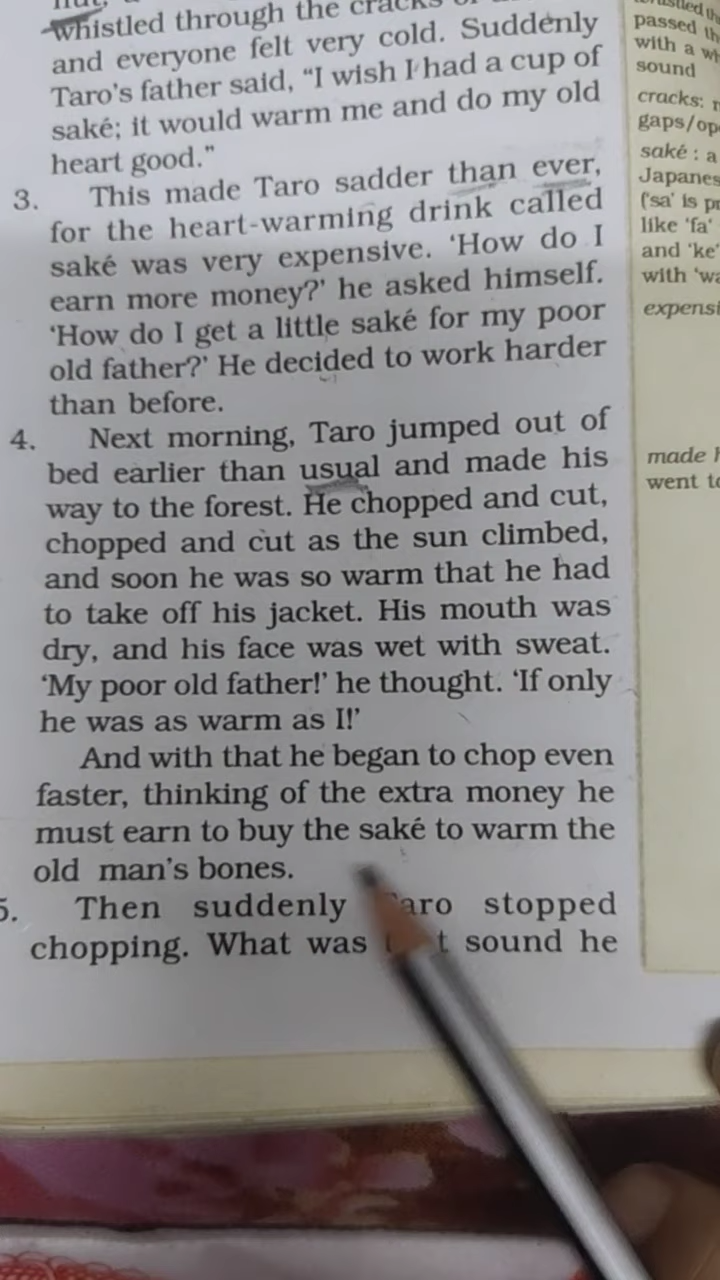 whistled through the cracks
and everyone felt very cold. Suddenly
Taro's father said, “I wish I had a cup of
saké; it would warm me and do my old
heart good.”
3. This made Taro sadder than ever,
for the heart-warming drink called
saké was very expensive. ‘How do I
earn more money?’ he asked himself.
‘How do I get a little saké for my poor
old father?’ He decided to work harder
than before.
4. Next morning, Taro jumped out of
bed earlier than usual and made his
way to the forest. He chopped and cut,
chopped and cut as the sun climbed,
and soon he was so warm that he had
to take off his jacket. His mouth was
dry, and his face was wet with sweat.
‘My poor old father!’ he thought. ‘If only
he was as warm as I!’
And with that he began to chop even
faster, thinking of the extra money he
must earn to buy the saké to warm the
old man's bones.
5. Then suddenly Taro stopped
chopping. What was sound he
passed
with a
sound
cracks:
gaps/
saké : a
(‘sa’ is
like ‘fa’
and ‘ke’
with
made
went